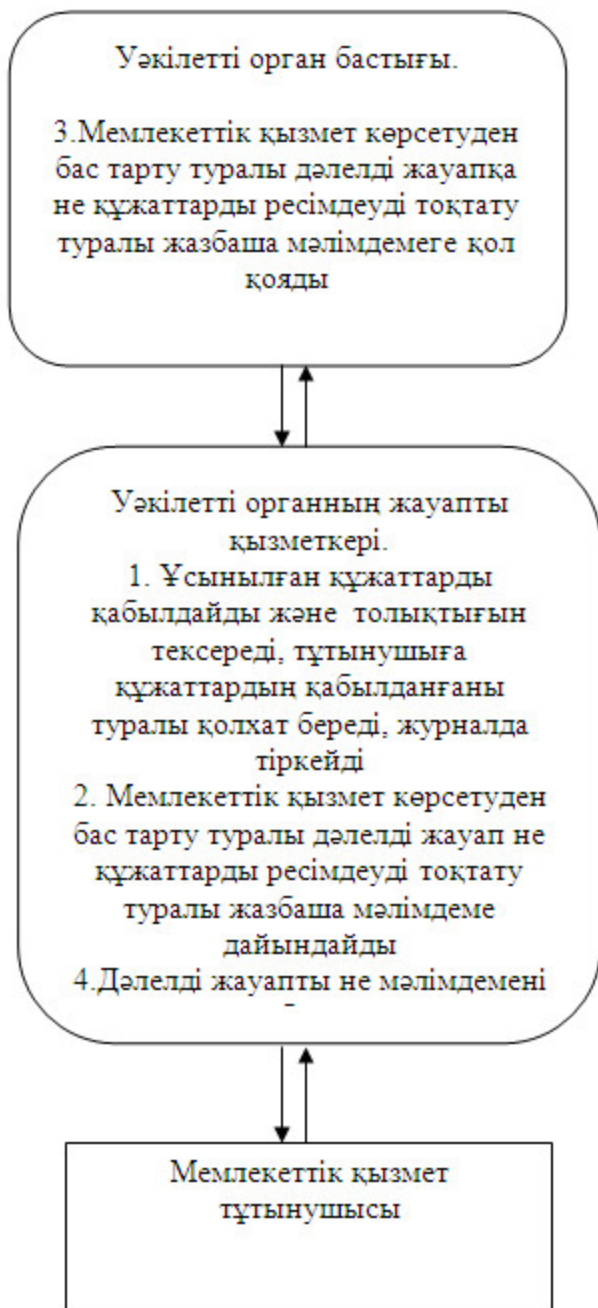 Уәкілетті орган бастығы.
3.Мемлекеттік қызмет көрсетуден
бас тарту туралы дәлелді жауапқа
не құжаттарды ресімдеуді тоқтату
туралы жазбаша мәлімдемеге қол
қояды
Уәкілетті органның жауапты
қызметкері.
1. Ұсынылған құжаттарды
қабылдайды және толықтығын
тексереді, тұтынушыға
құжаттардың қабылданғаны
туралы қолхат береді, журналда
тіркейді
2. Мемлекеттік қызмет көрсетуден
бас тарту туралы дәлелді жауап не
құжаттарды ресімдеуді тоқтату
туралы жазбаша мәлімдеме
дайындайды
4.Дәлелді жауапты не мәлімдемені
Мемлекеттік қызмет
тұтынушысы